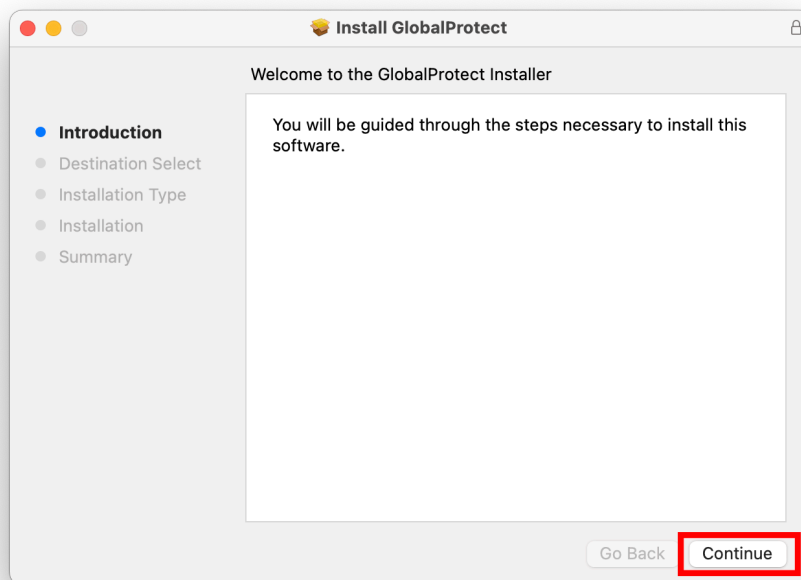 Install GlobalProtect
Welcome to the GlobalProtect Installer
Introduction
Destination Select
Installation Type
Installation
Summary
You will be guided through the steps necessary to install this
software.
Go Back
Continue